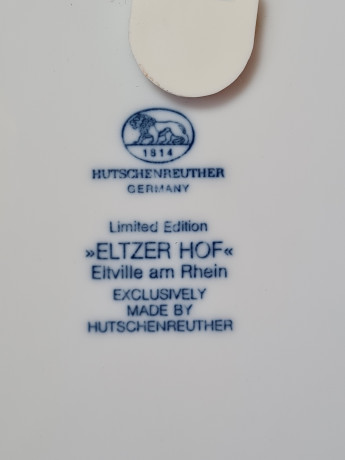 1814
HUTSCHENREUTHER
GERMANY
Limited Edition
»ELTZER HOF«
Eltville am Rhein
EXCLUSIVELY
MADE BY
HUTSCHENREUTHER